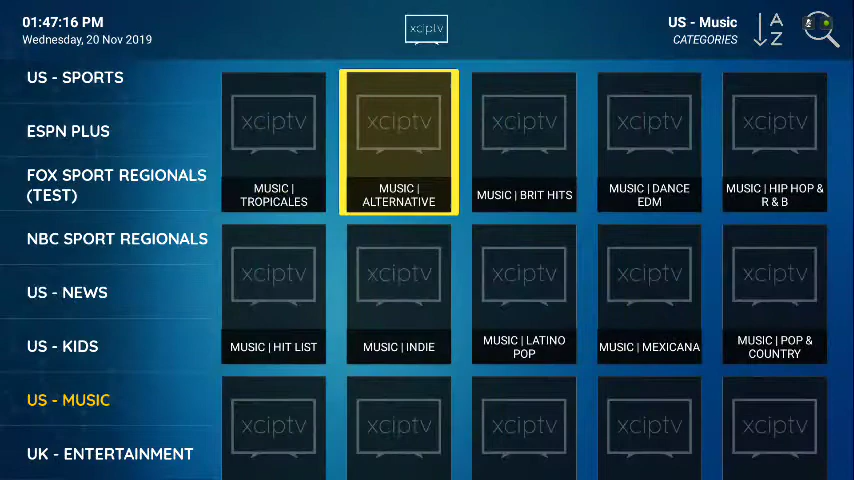 01:47:16 PM
Wednesday, 20 Nov 2019
xciptv
US - Music
CATEGORIES
A
Z
US - SPORTS
ESPN PLUS
FOX SPORT REGIONALS
(TEST)
NBC SPORT REGIONALS
US - NEWS
US - KIDS
US - MUSIC
UK - ENTERTAINMENT
xciptv
MUSIC |
TROPICALES
xciptv
MUSIC |
ALTERNATIVE
xciptv
MUSIC | BRIT HITS
xciptv
MUSIC | DANCE
EDM
xciptv
MUSIC | HIP HOP &
R & B
xciptv
MUSIC | HIT LIST
xciptv
MUSIC | INDIE
xciptv
MUSIC | LATINO
POP
xciptv
MUSIC | MEXICANA
xciptv
MUSIC | POP &
COUNTRY
xciptv
xciptv
xciptv
xciptv
xciptv